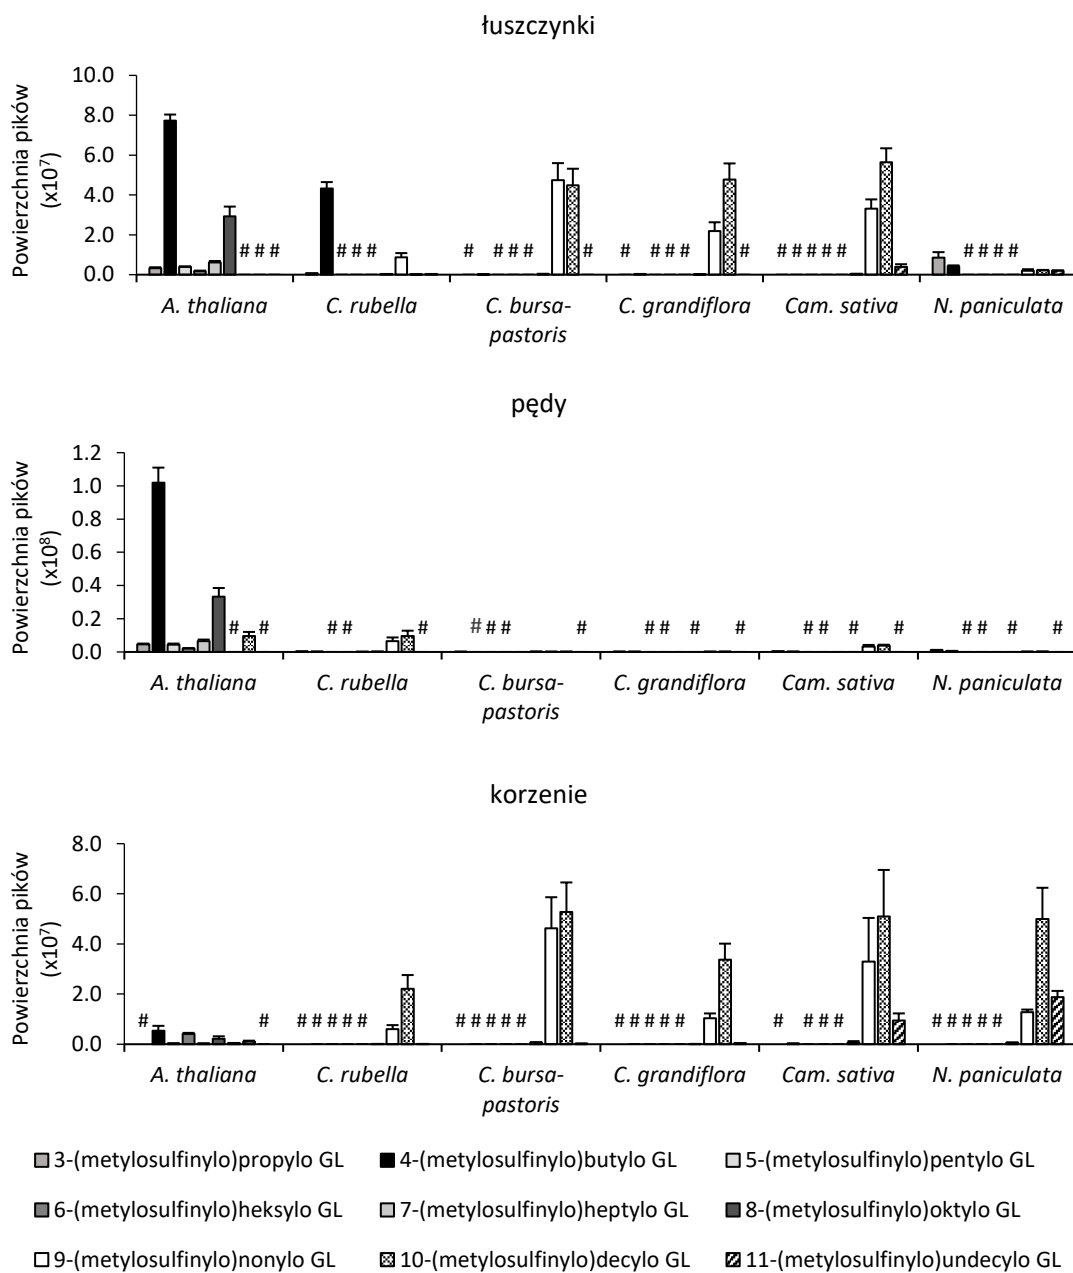 łuszczynki
Powierzchnia pików
(x10⁷)
10.0
8.0
6.0
4.0
2.0
0.0
# # # # # # # # # # # # # # # # # # # # # # # #
A. thaliana C. rubella C. bursa- C. grandiflora Cam. sativa N. paniculata
pastoris
pędy
Powierzchnia pików
(x10⁸)
1.2
1.0
0.8
0.6
0.4
0.2
0.0
# # # # # # # # # # # # # # # # # # # # #
A. thaliana C. rubella C. bursa- C. grandiflora Cam. sativa N. paniculata
pastoris
korzenie
Powierzchnia pików
(x10⁷)
8.0
6.0
4.0
2.0
0.0
# # # # # # # # # # # # # # # # # # # # # # # # # #
A. thaliana C. rubella C. bursa- C. grandiflora Cam. sativa N. paniculata
pastoris
3-(metylosulfinylo)propylo GL 4-(metylosulfinylo)butylo GL 5-(metylosulfinylo)pentylo GL
6-(metylosulfinylo)heksylo GL 7-(metylosulfinylo)heptylo GL 8-(metylosulfinylo)oktylo GL
9-(metylosulfinylo)nonylo GL 10-(metylosulfinylo)decylo GL 11-(metylosulfinylo)undecylo GL